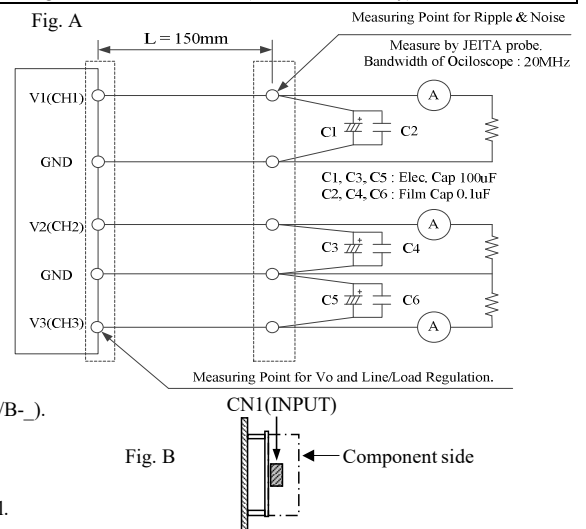 Fig. A
Measuring Point for Ripple & Noise
L = 150mm
Measure by JEITA probe.
Bandwidth of Ociloscope : 20MHz
V1(CH1)
A
C1
+
C2
GND
C1, C3, C5 : Elec. Cap 100uF
C2, C4, C6 : Film Cap 0.1uF
V2(CH2)
A
C3
+
C4
GND
C5
+
C6
V3(CH3)
A
Measuring Point for Vo and Line/Load Regulation.
/B-_).
CN1(INPUT)
Fig. B
Component side
l.